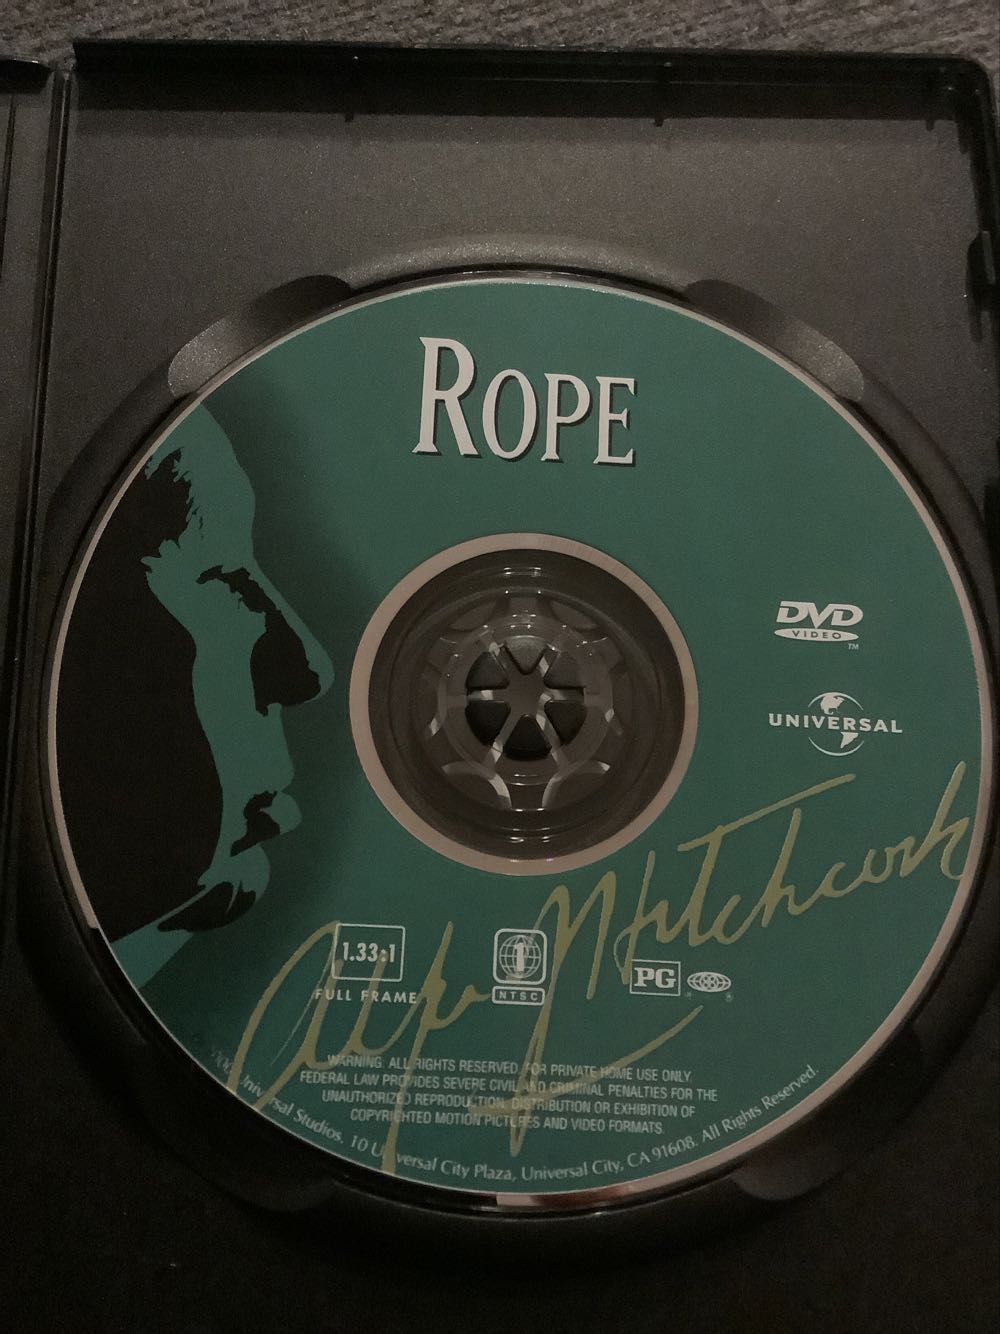 ROPE
DVD
VIDEO
TM
UNIVERSAL
Alfred Hitchcock
1.33:1
FULL FRAME
1
NTSC
PG
WARNING: ALL RIGHTS RESERVED. FOR PRIVATE HOME USE ONLY.
FEDERAL LAW PROVIDES SEVERE CIVIL AND CRIMINAL PENALTIES FOR THE
UNAUTHORIZED REPRODUCTION, DISTRIBUTION OR EXHIBITION OF
COPYRIGHTED MOTION PICTURES AND VIDEO FORMATS.
Universal Studios. 10 Universal City Plaza, Universal City, CA 91608. All Rights Reserved.